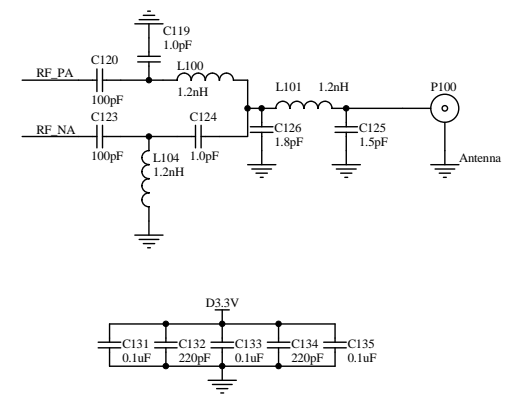 C119
1.0pF
C120
RF_PA
L100
100pF
1.2nH
L101 1.2nH
P100
C123
C124
RF_NA
C126
1.8pF
C125
1.5pF
100pF
L104
1.2nH
1.0pF
Antenna
D3.3V
C131 C132 C133 C134 C135
0.1uF 220pF 0.1uF 220pF 0.1uF